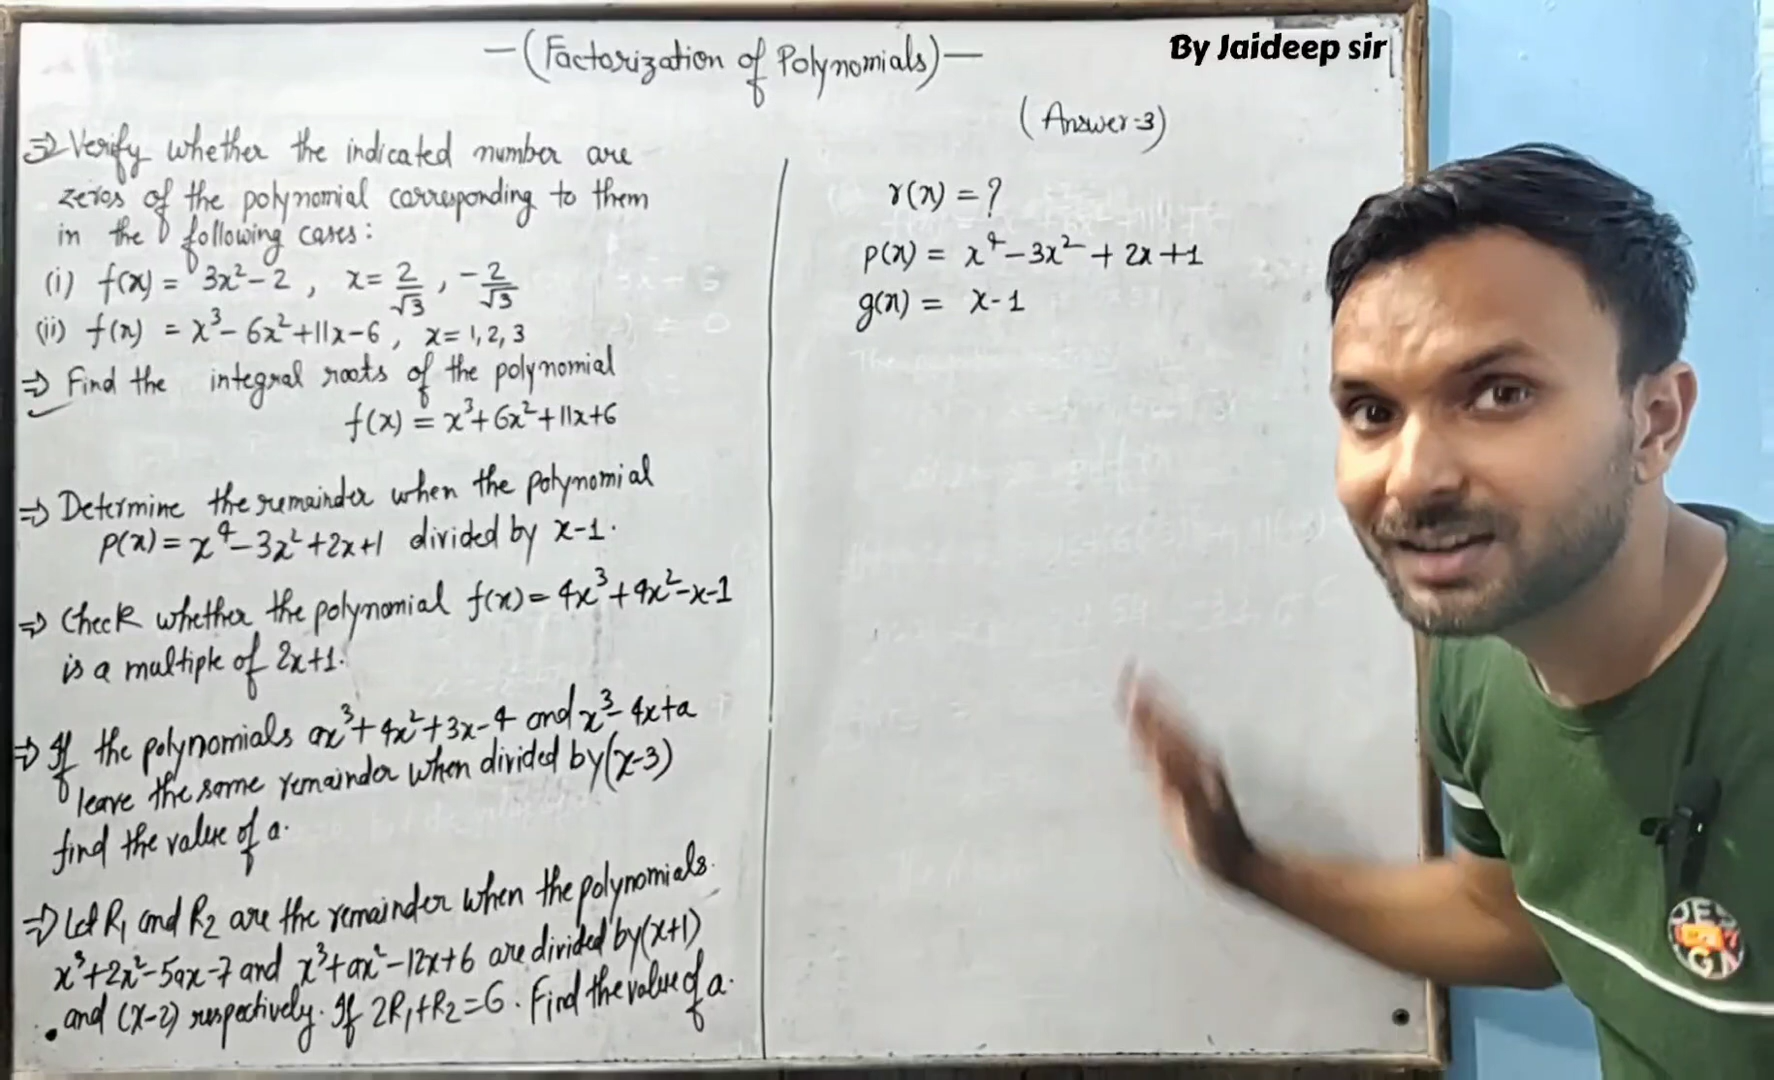 -(Factorization of Polynomials)-
By Jaideep sir
(Answer-3)
⇒ Verify whether the indicated number are
zeros of the polynomial corresponding to them
in the following cases:
(i) f(x) = 3x²-2, x= 2/√3, -2/√3
(ii) f(x) = x³-6x²+11x-6, x= 1, 2, 3
⇒ Find the integral roots of the polynomial
f(x) = x³+6x²+11x+6
⇒ Determine the remainder when the polynomial
P(x) = x⁴-3x²+2x+1 divided by x-1.
⇒ Check whether the polynomial f(x) = 4x³+4x²-x-1
is a multiple of 2x+1.
⇒ If the polynomials ax³+4x²+3x-4 and x³-4x+a
leave the same remainder when divided by (x-3)
find the value of a.
⇒ Let R₁ and R₂ are the remainder when the polynomials.
x³+2x²-5ax-7 and x³+ax²-12x+6 are divided by (x+1)
and (x-2) respectively. If 2R₁+R₂=6. Find the value of a.
r(x) = ?
p(x) = x⁴-3x²+2x+1
g(x) = x-1